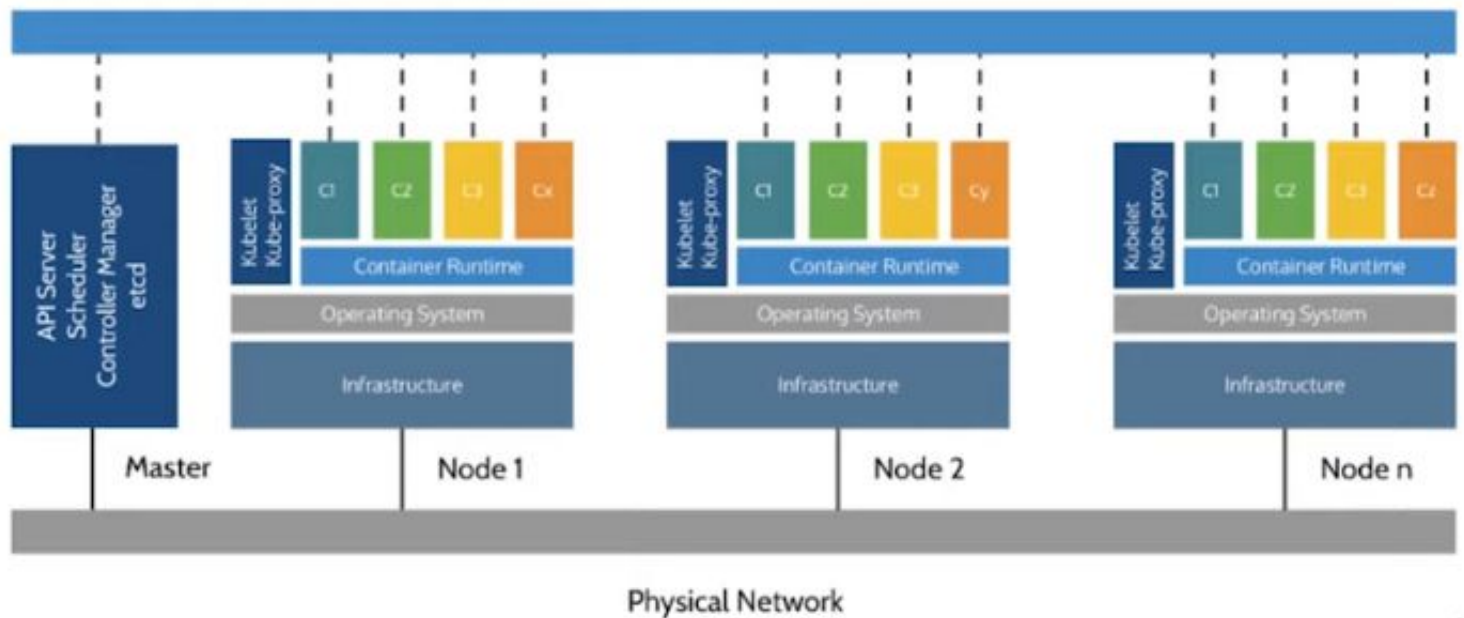 API Server
Scheduler
Controller Manager
etcd
Master
Kubelet
Kube-proxy
C1
C2
C3
Cx
Container Runtime
Operating System
Infrastructure
Node 1
Kubelet
Kube-proxy
C1
C2
C3
Cy
Container Runtime
Operating System
Infrastructure
Node 2
Kubelet
Kube-proxy
C1
C2
C3
Cz
Container Runtime
Operating System
Infrastructure
Node n
Physical Network